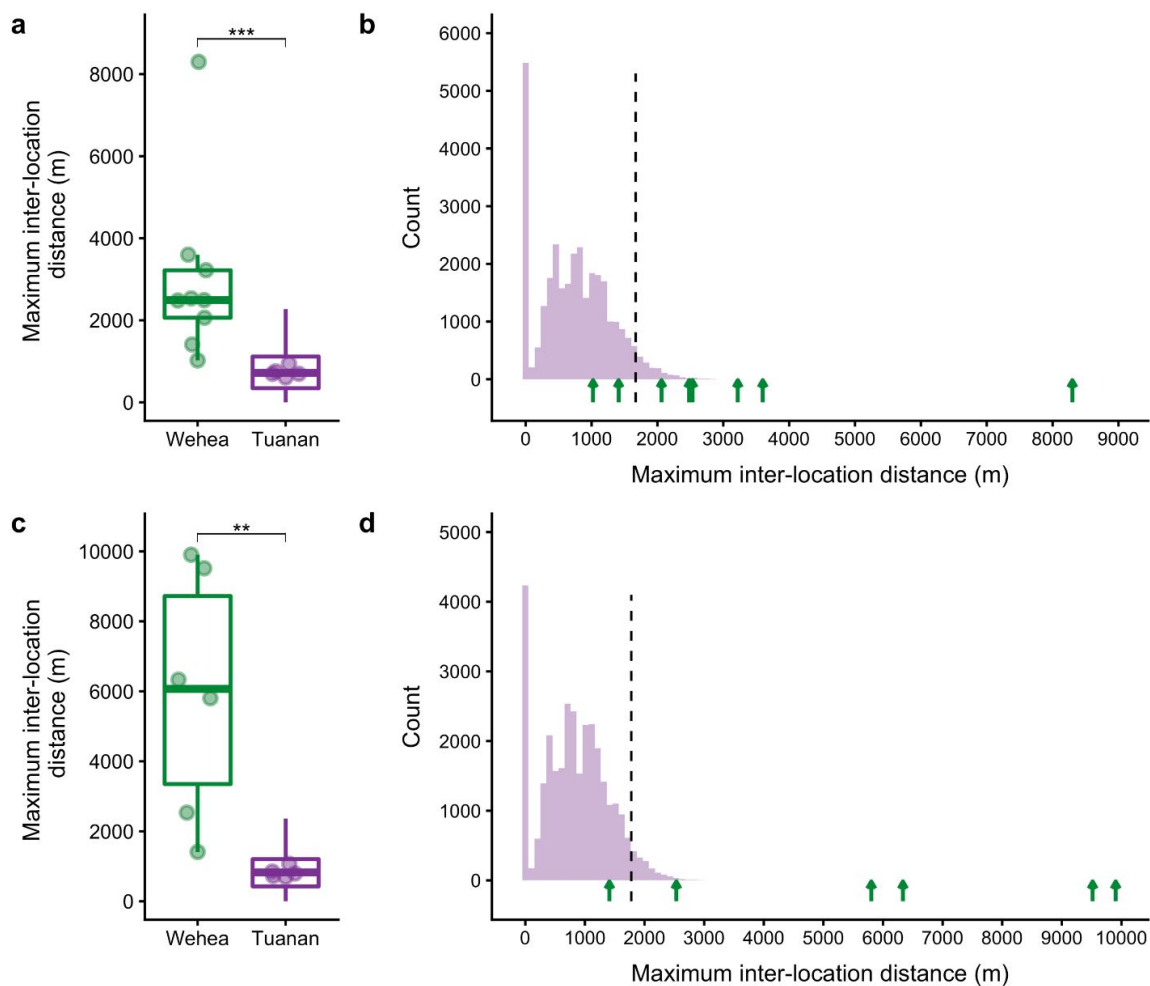 a
***
Maximum inter-location
distance (m)
8000
6000
4000
2000
0
Wehea
Tuanan
b
Count
6000
5000
4000
3000
2000
1000
0
0 1000 2000 3000 4000 5000 6000 7000 8000 9000
Maximum inter-location distance (m)
c
**
Maximum inter-location
distance (m)
10000
8000
6000
4000
2000
0
Wehea
Tuanan
d
Count
5000
4000
3000
2000
1000
0
0 1000 2000 3000 4000 5000 6000 7000 8000 9000 10000
Maximum inter-location distance (m)